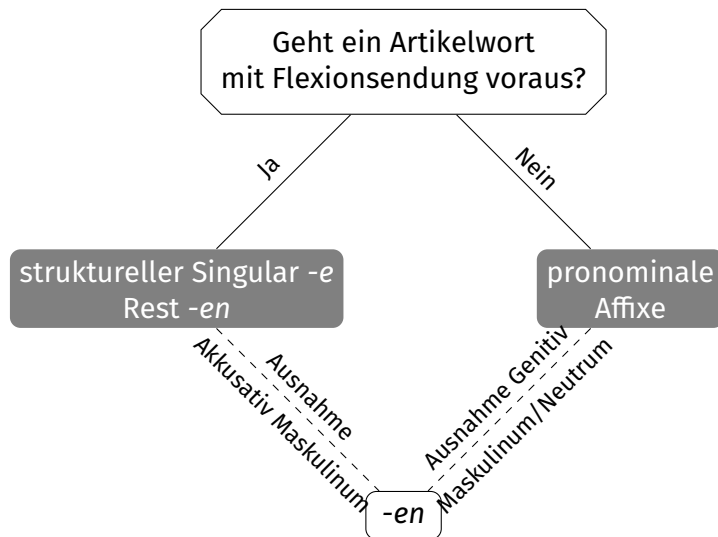 Geht ein Artikelwort
mit Flexionsendung voraus?
Ja
Nein
struktureller Singular -e
Rest -en
pronominale
Affixe
Ausnahme
Akkusativ Maskulinum
Ausnahme Genitiv
Maskulinum/Neutrum
-en